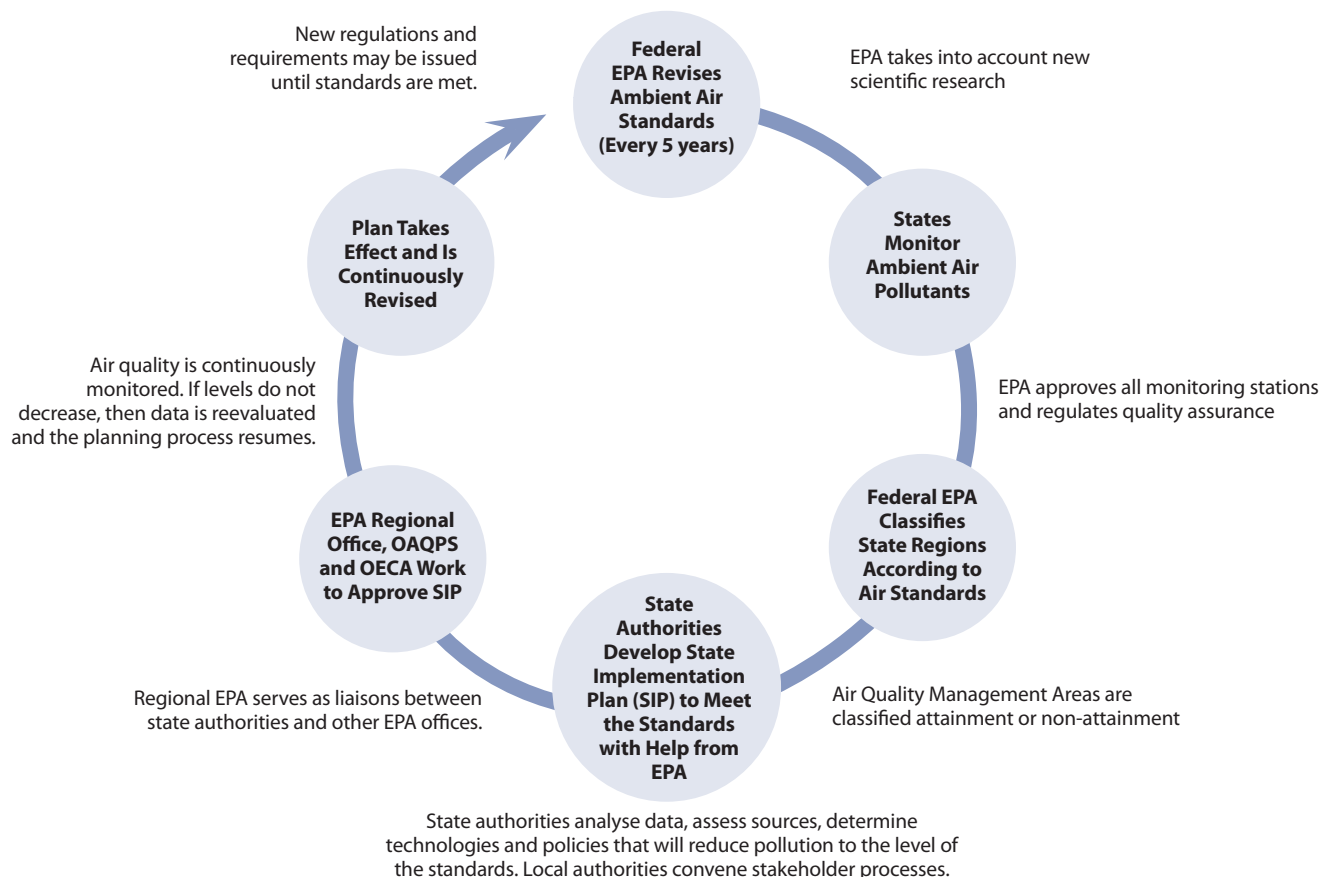 Federal
EPA Revises
Ambient Air
Standards
(Every 5 years)
EPA takes into account new
scientific research
States
Monitor
Ambient Air
Pollutants
EPA approves all monitoring stations
and regulates quality assurance
Federal EPA
Classifies
State Regions
According to
Air Standards
Air Quality Management Areas are
classified attainment or non-attainment
State
Authorities
Develop State
Implementation
Plan (SIP) to Meet
the Standards
with Help from
EPA
State authorities analyse data, assess sources, determine
technologies and policies that will reduce pollution to the level of
the standards. Local authorities convene stakeholder processes.
Regional EPA serves as liaisons between
state authorities and other EPA offices.
EPA Regional
Office, OAQPS
and OECA Work
to Approve SIP
Air quality is continuously
monitored. If levels do not
decrease, then data is reevaluated
and the planning process resumes.
Plan Takes
Effect and Is
Continuously
Revised
New regulations and
requirements may be issued
until standards are met.